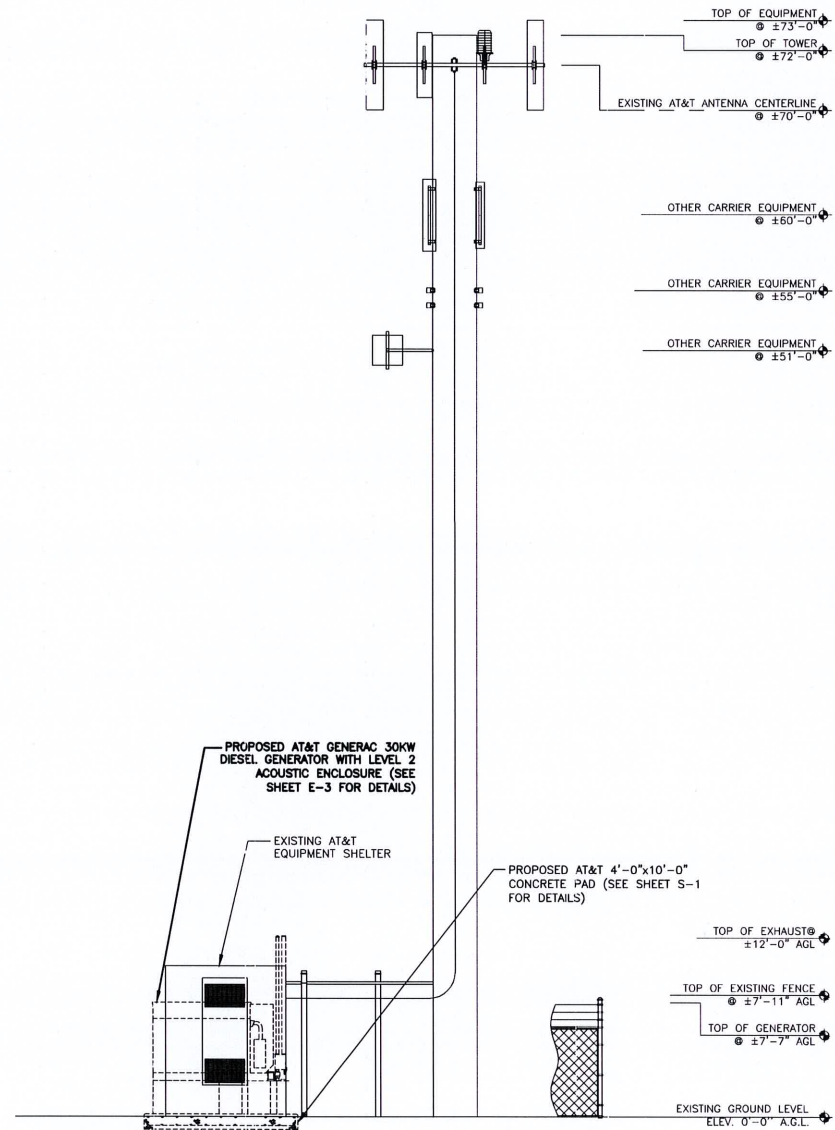 TOP OF EQUIPMENT
@ ±73'-0"
TOP OF TOWER
@ ±72'-0"
EXISTING AT&T ANTENNA CENTERLINE
@ ±70'-0"
OTHER CARRIER EQUIPMENT
@ ±60'-0"
OTHER CARRIER EQUIPMENT
@ ±55'-0"
OTHER CARRIER EQUIPMENT
@ ±51'-0"
PROPOSED AT&T GENERAC 30KW
DIESEL GENERATOR WITH LEVEL 2
ACOUSTIC ENCLOSURE (SEE
SHEET E-3 FOR DETAILS)
EXISTING AT&T
EQUIPMENT SHELTER
PROPOSED AT&T 4'-0"x10'-0"
CONCRETE PAD (SEE SHEET S-1
FOR DETAILS)
TOP OF EXHAUST@
±12'-0" AGL
TOP OF EXISTING FENCE
@ ±7'-11" AGL
TOP OF GENERATOR
@ ±7'-7" AGL
EXISTING GROUND LEVEL
ELEV. 0'-0" A.G.L.